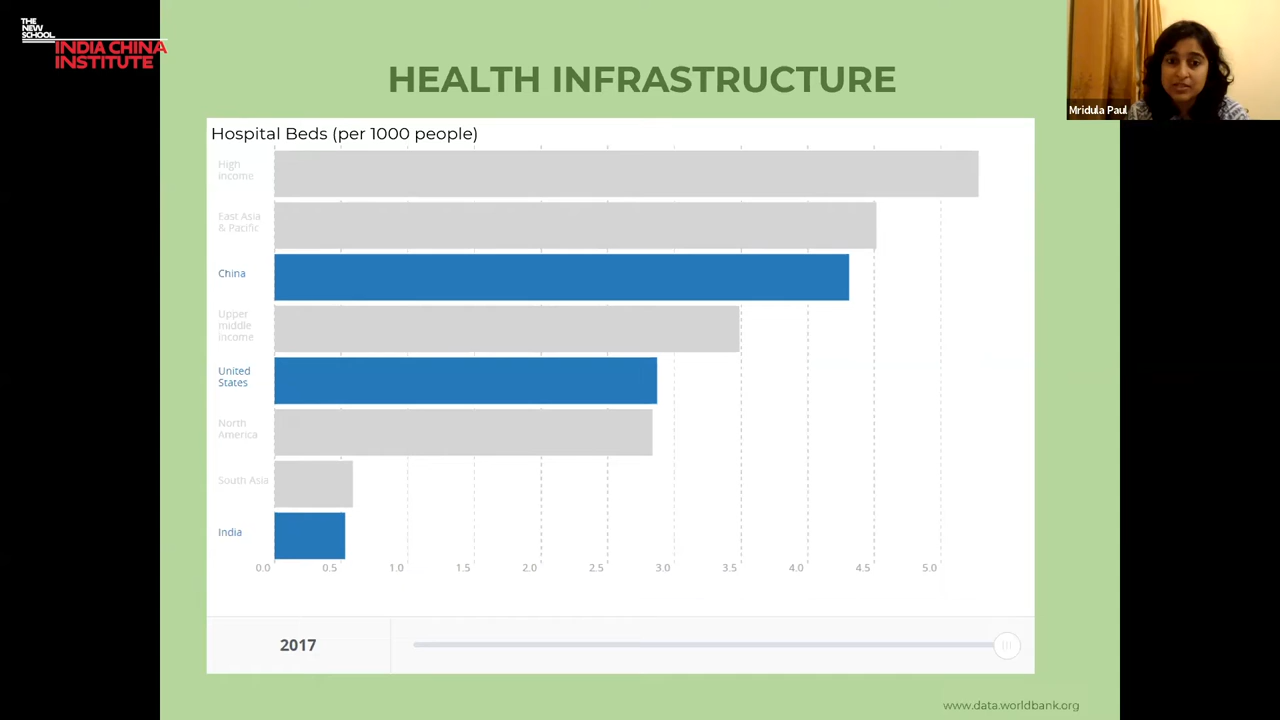 THE
NEW
SCHOOL
INDIA CHINA
INSTITUTE
HEALTH INFRASTRUCTURE
Mridula Paul
Hospital Beds (per 1000 people)
High
income
East Asia
& Pacific
China
Upper
middle
income
United
States
North
America
South Asia
India
0.0 0.5 1.0 1.5 2.0 2.5 3.0 3.5 4.0 4.5 5.0
2017
www.data.worldbank.org